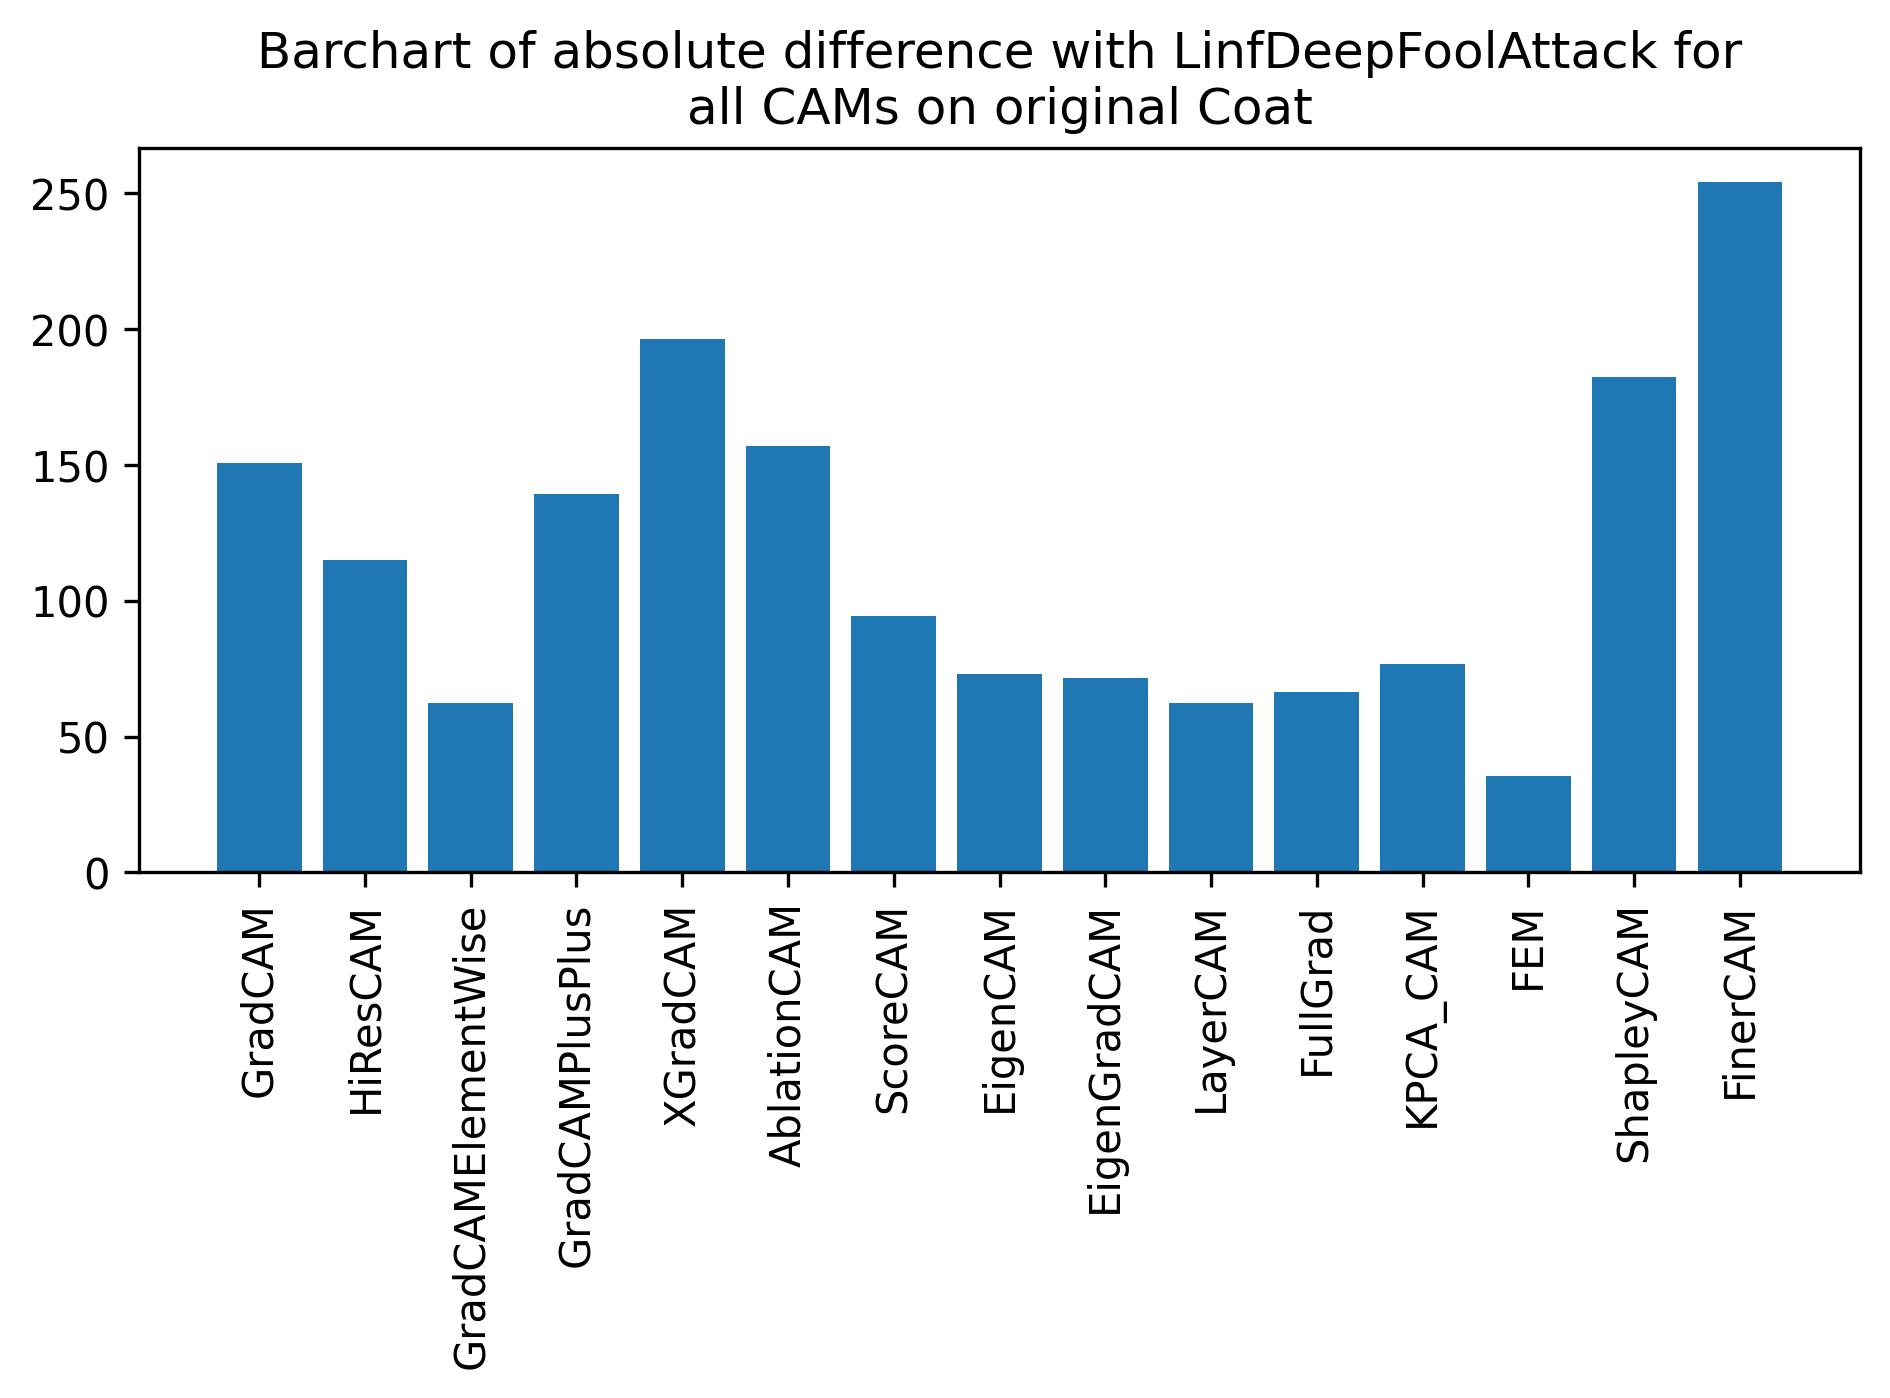 Barchart of absolute difference with LinfDeepFoolAttack for
all CAMs on original Coat
250
200
150
100
50
0
GradCAM
HiResCAM
GradCAMElementWise
GradCAMPlusPlus
XGradCAM
AblationCAM
ScoreCAM
EigenCAM
EigenGradCAM
LayerCAM
FullGrad
KPCA_CAM
FEM
ShapleyCAM
FinerCAM